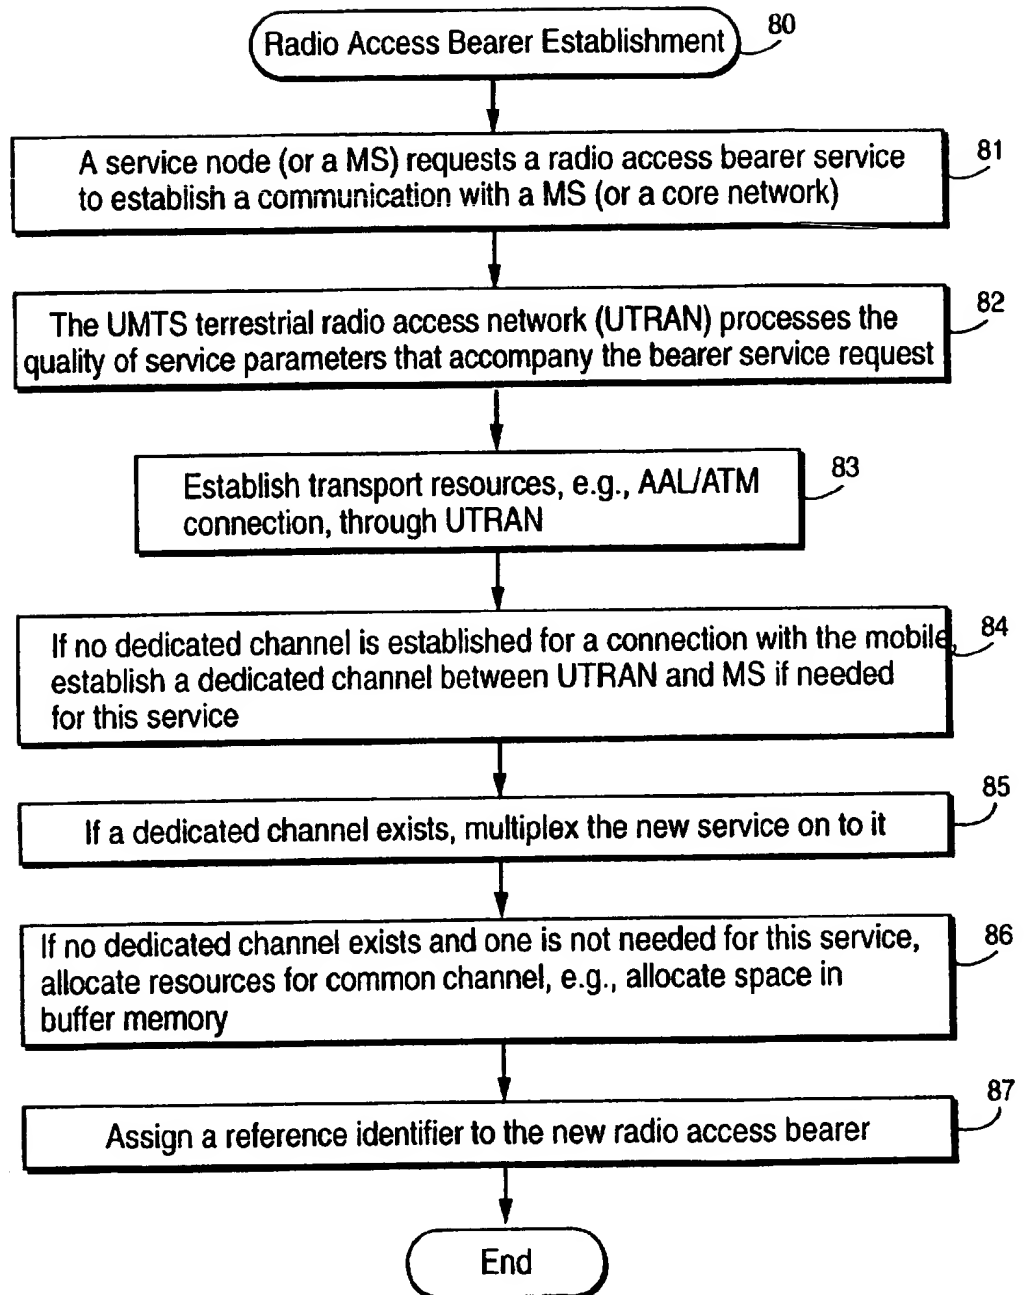 Radio Access Bearer Establishment
80
A service node (or a MS) requests a radio access bearer service
to establish a communication with a MS (or a core network)
81
The UMTS terrestrial radio access network (UTRAN) processes the
quality of service parameters that accompany the bearer service request
82
Establish transport resources, e.g., AAL/ATM
connection, through UTRAN
83
If no dedicated channel is established for a connection with the mobile,
establish a dedicated channel between UTRAN and MS if needed
for this service
84
If a dedicated channel exists, multiplex the new service on to it
85
If no dedicated channel exists and one is not needed for this service,
allocate resources for common channel, e.g., allocate space in
buffer memory
86
Assign a reference identifier to the new radio access bearer
87
End